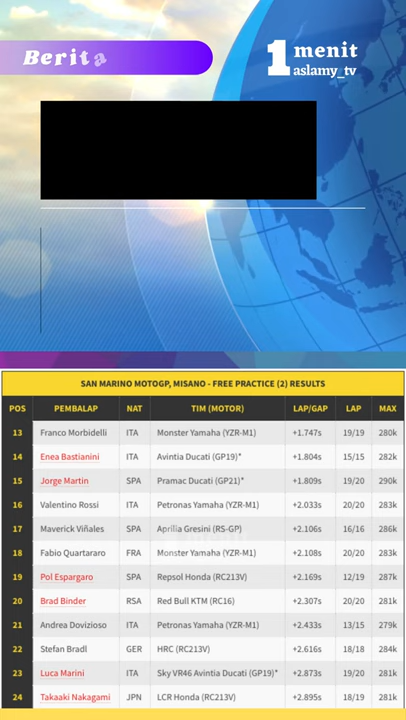 Berita
1 menit
aslamy_tv
SAN MARINO MOTOGP, MISANO - FREE PRACTICE (2) RESULTS
POS PEMBALAP NAT TIM (MOTOR) LAP/GAP LAP MAX
13 Franco Morbidelli ITA Monster Yamaha (YZR-M1) +1.747s 19/19 280k
14 Enea Bastianini ITA Avintia Ducati (GP19)* +1.804s 15/15 282k
15 Jorge Martin SPA Pramac Ducati (GP21)* +1.809s 19/20 290k
16 Valentino Rossi ITA Petronas Yamaha (YZR-M1) +2.033s 20/20 283k
17 Maverick Viñales SPA Aprilia Gresini (RS-GP) +2.106s 16/16 286k
18 Fabio Quartararo FRA Monster Yamaha (YZR-M1) +2.108s 20/20 283k
19 Pol Espargaro SPA Repsol Honda (RC213V) +2.169s 12/19 287k
20 Brad Binder RSA Red Bull KTM (RC16) +2.307s 20/20 281k
21 Andrea Dovizioso ITA Petronas Yamaha (YZR-M1) +2.433s 13/15 279k
22 Stefan Bradl GER HRC (RC213V) +2.616s 18/18 284k
23 Luca Marini ITA Sky VR46 Avintia Ducati (GP19)* +2.873s 19/20 281k
24 Takaaki Nakagami JPN LCR Honda (RC213V) +2.895s 18/19 281k